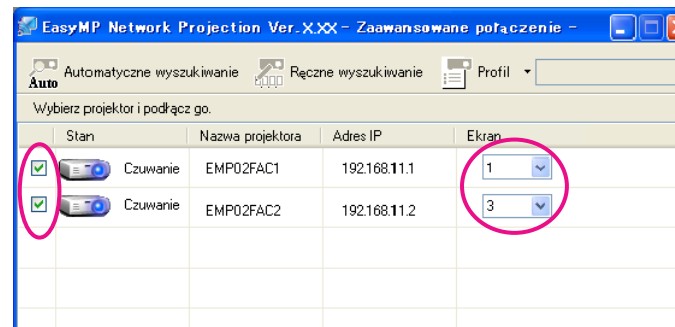 EasyMP Network Projection Ver.X.XX - Zaawansowane połączenie -
Auto Automatyczne wyszukiwanie Ręczne wyszukiwanie Profil
Wybierz projektor i podłącz go.
Stan Nazwa projektora Adres IP Ekran
Czuwanie EMP02FAC1 192.168.11.1 1
Czuwanie EMP02FAC2 192.168.11.2 3